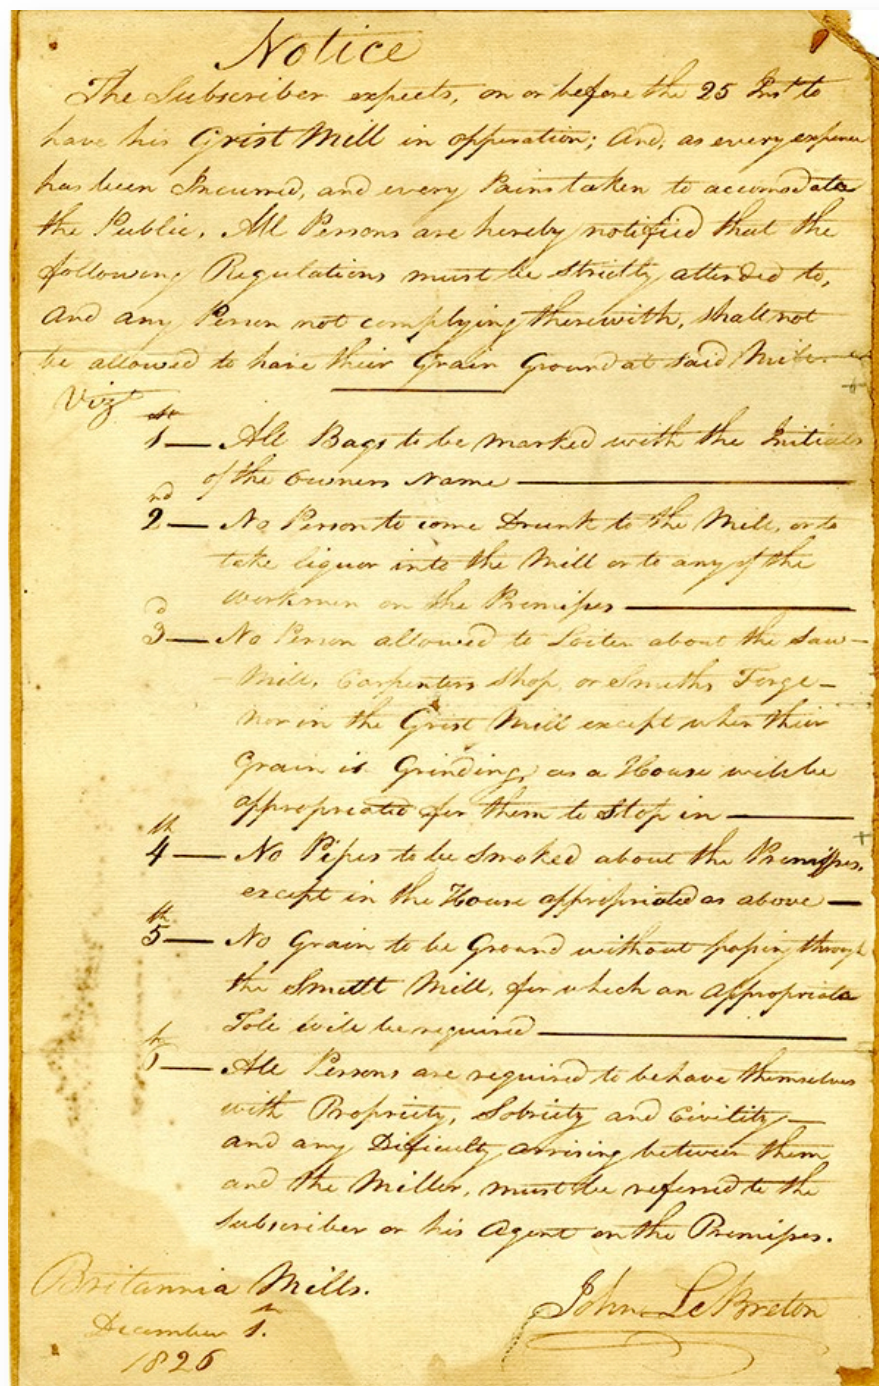 Notice
The Subscriber expects, on or before the 25 Inst to
have his Grist Mill in opperation; And, as every expence
has been Incurred, and every Pains taken to accomodate
the Public, All Persons are hereby notified that the
following Regulations must be strictly attended to,
And any Person not complying therewith, shall not
be allowed to have their Grain Ground at said Mill
Vizt
1st — All Bags to be marked with the Initials
of the owners Name —
2nd — No Person to come Drunk to the Mill, or to
take liquor into the Mill or to any of the
workmen on the Premises —
3d — No Person allowed to Loiter about the Saw-
-Mill, Carpenters Shop, or Smiths Forge -
Nor in the Grist Mill except when their
Grain is Grinding, as a House will be
appropriated for them to Stop in —
4th — No Pipes to be Smoked about the Premises,
except in the House appropriated as above —
5th — No Grain to be Ground without passing through
the Smutt Mill, for which an appropriate
Tole will be required —
6th — All Persons are required to behave themselves
with Propriety, Sobriety and Civility —
and any Dificulty arrising between them
and the Miller, must be referred to the
Subscriber or his Agent on the Premises.
Britannia Mills.
December 1st
1826
John Le Breton